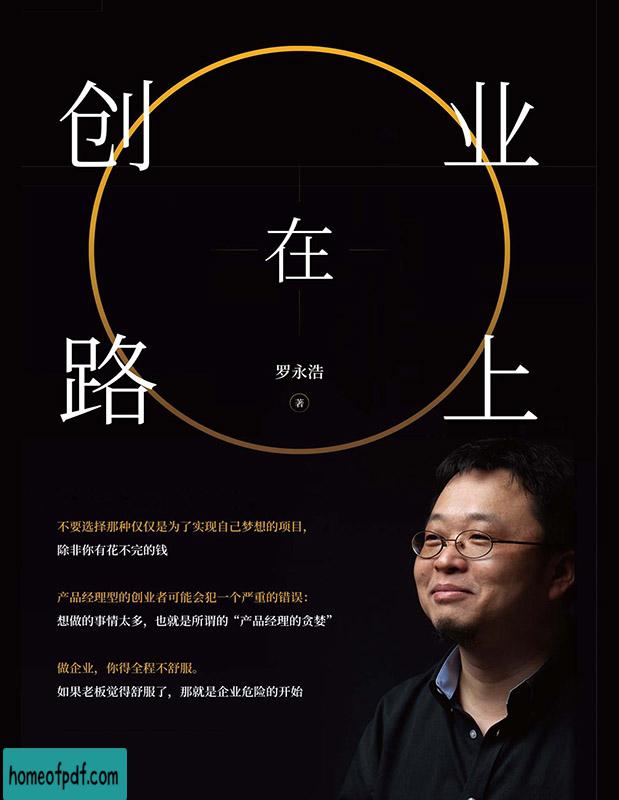 创业
在
路上
罗永浩
著
不要选择那种仅仅是为了实现自己梦想的项目，
除非你有花不完的钱
产品经理型的创业者可能会犯一个严重的错误：
想做的事情太多，也就是所谓的“产品经理的贪婪”
做企业，你得全程不舒服。
如果老板觉得舒服了，那就是企业危险的开始
homeofpdf.com